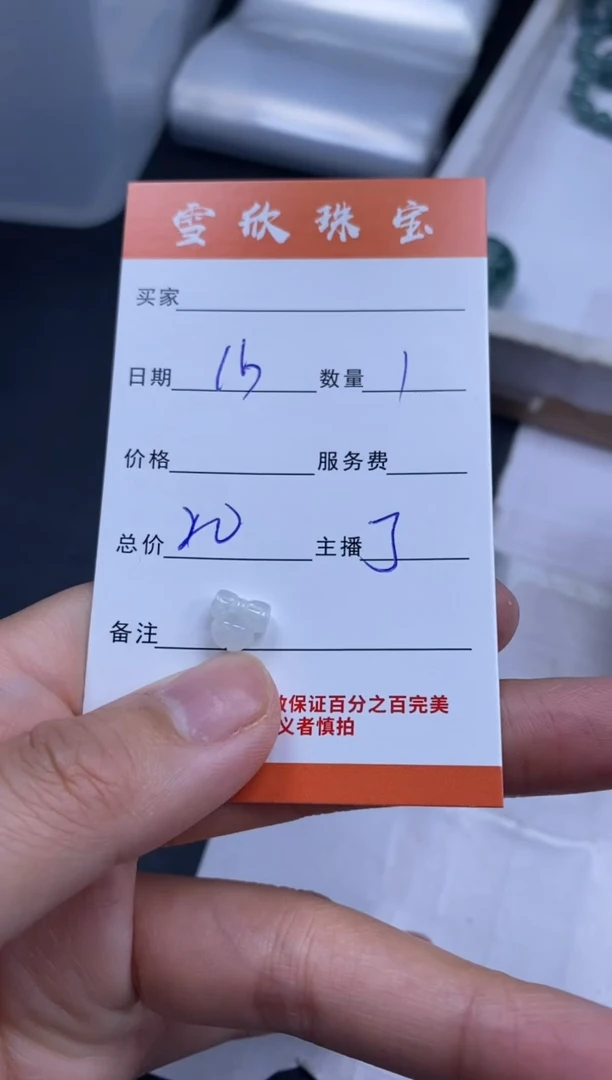 雪欣珠宝
买家
日期 15 数量 1
价格 服务费
总价 20 主播
备注
保证百分之百完美
义者慎拍